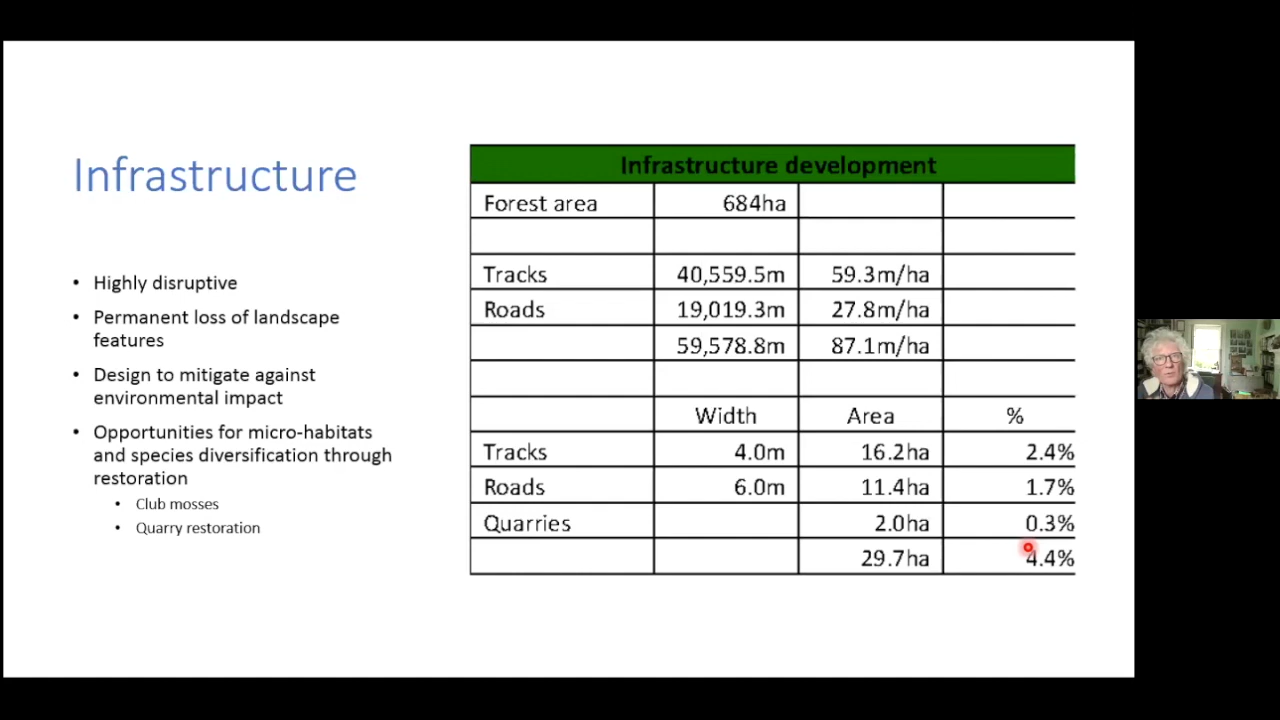 Infrastructure
• Highly disruptive
• Permanent loss of landscape
features
• Design to mitigate against
environmental impact
• Opportunities for micro-habitats
and species diversification through
restoration
• Club mosses
• Quarry restoration
Infrastructure development
Forest area 684ha
Tracks 40,559.5m 59.3m/ha
Roads 19,019.3m 27.8m/ha
59,578.8m 87.1m/ha
Width Area %
Tracks 4.0m 16.2ha 2.4%
Roads 6.0m 11.4ha 1.7%
Quarries 2.0ha 0.3%
29.7ha 4.4%